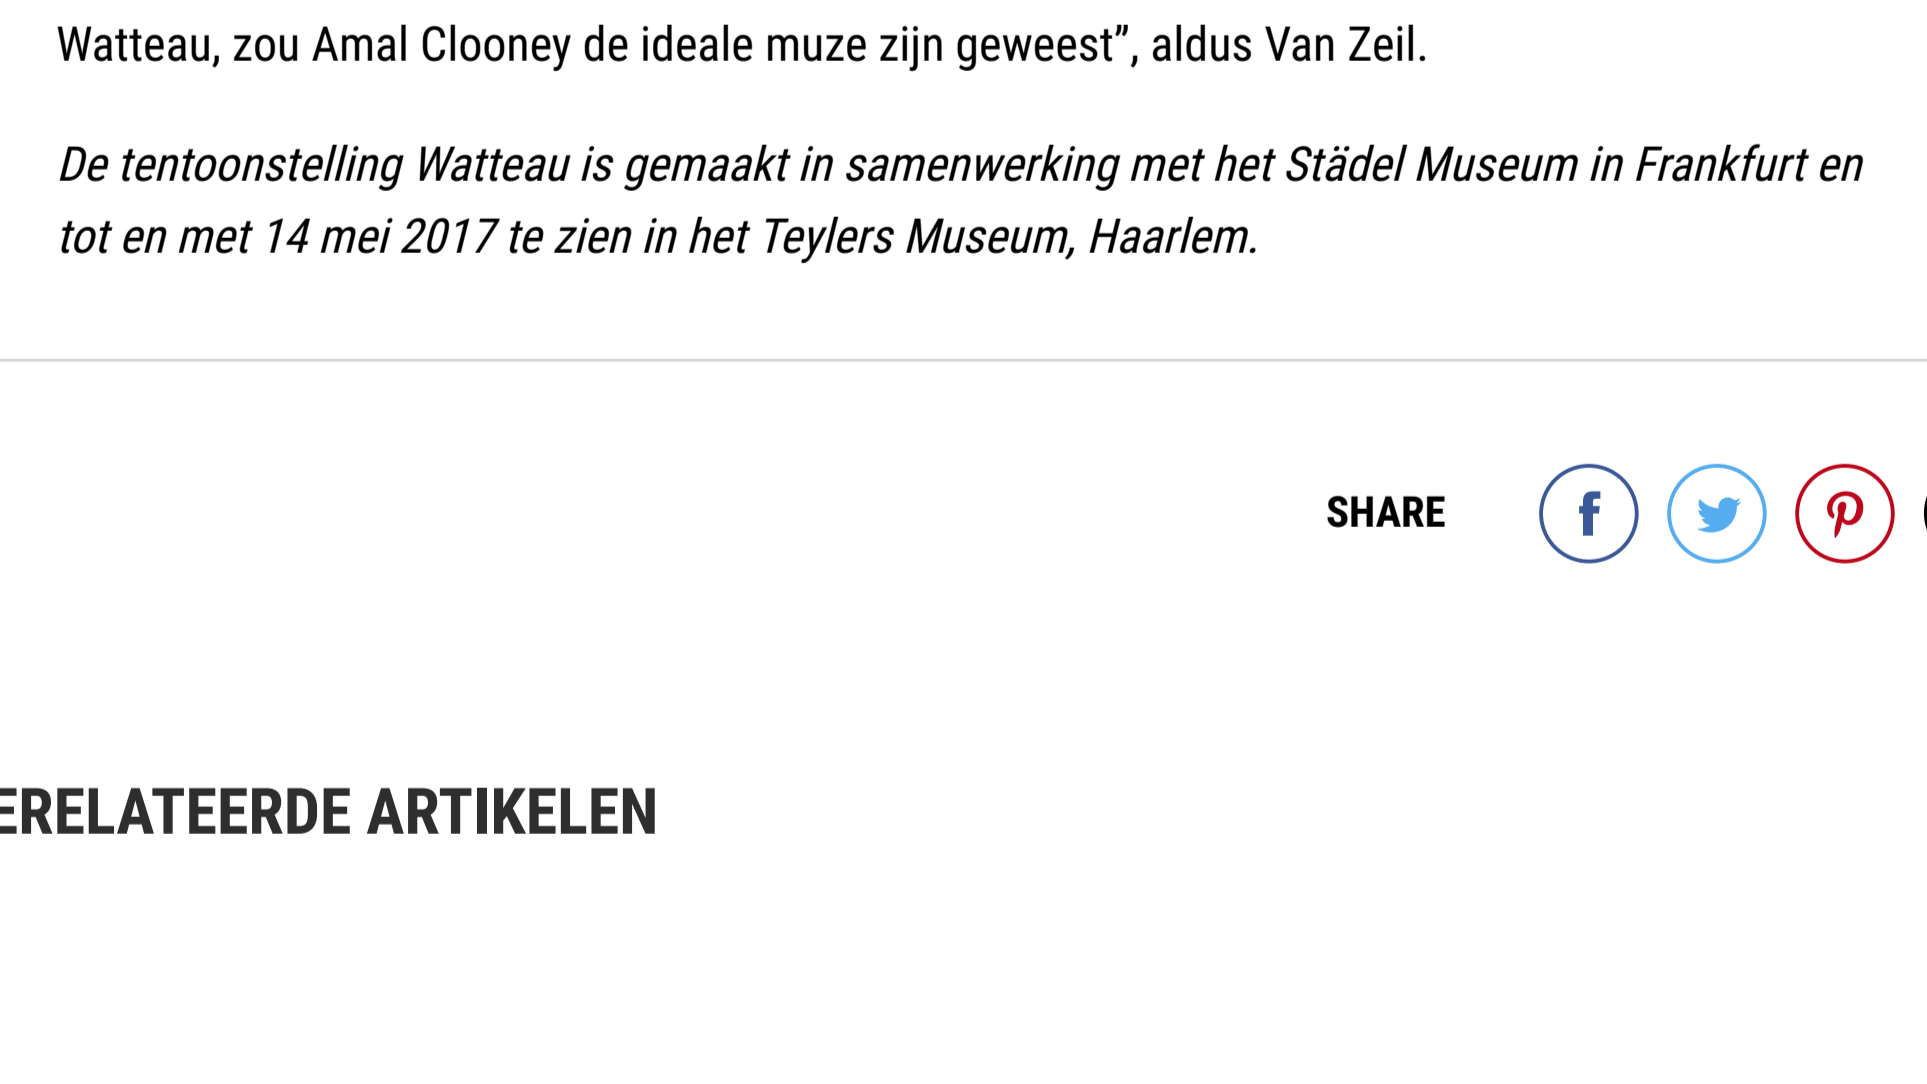 Watteau, zou Amal Clooney de ideale muze zijn geweest”, aldus Van Zeil.
De tentoonstelling Watteau is gemaakt in samenwerking met het Städel Museum in Frankfurt en
tot en met 14 mei 2017 te zien in het Teylers Museum, Haarlem.
SHARE
ERELATEERDE ARTIKELEN